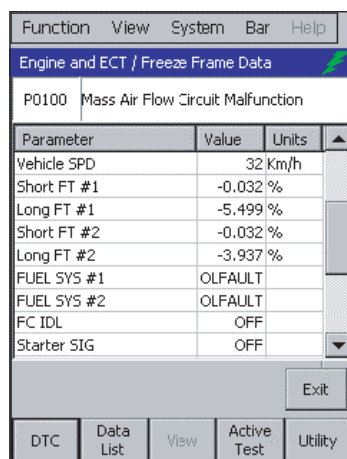 Function View System Bar Help
Engine and ECT / Freeze Frame Data
P0100 Mass Air Flow Circuit Malfunction
Parameter Value Units
Vehicle SPD 32 Km/h
Short FT #1 -0.032 %
Long FT #1 -5.499 %
Short FT #2 -0.032 %
Long FT #2 -3.937 %
FUEL SYS #1 OLFAULT
FUEL SYS #2 OLFAULT
FC IDL OFF
Starter SIG OFF
Exit
DTC Data List View Active Test Utility